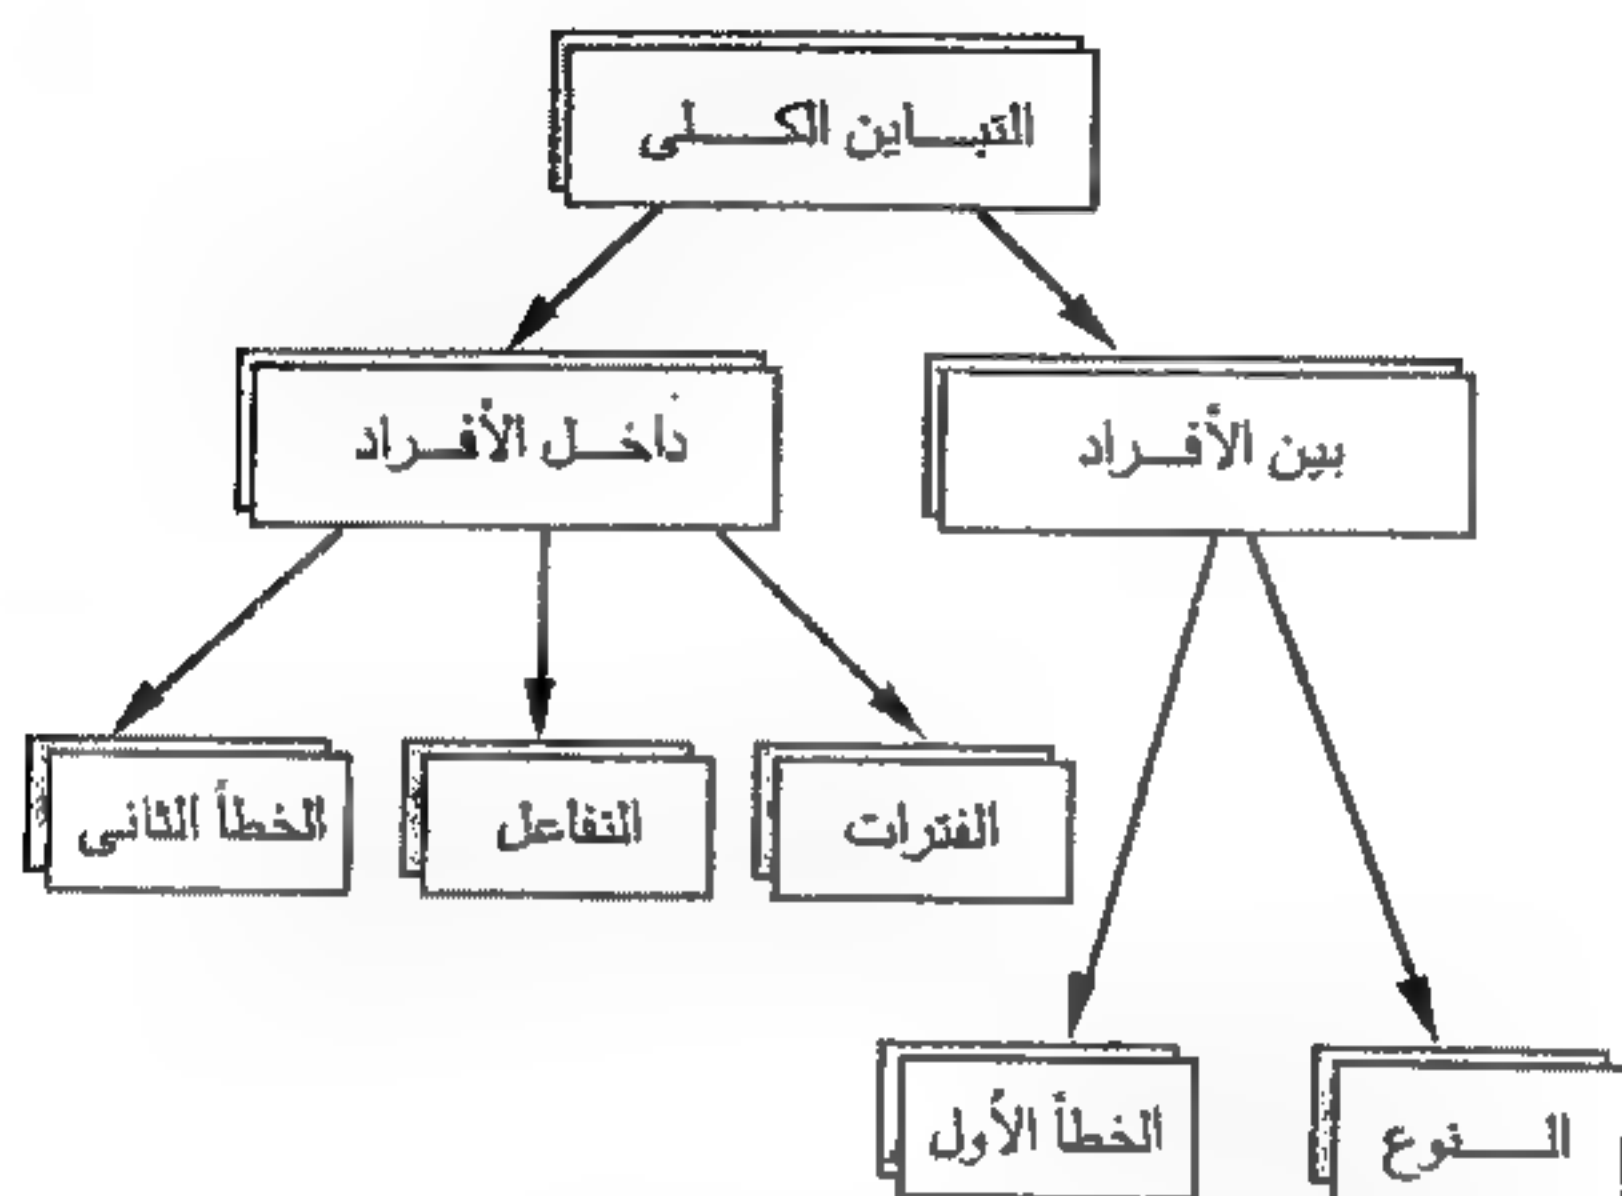 التباين الكلى
بين الأفراد
داخل الأفراد
الفترات
التفاعل
الخطأ الثانى
النوع
الخطأ الأول